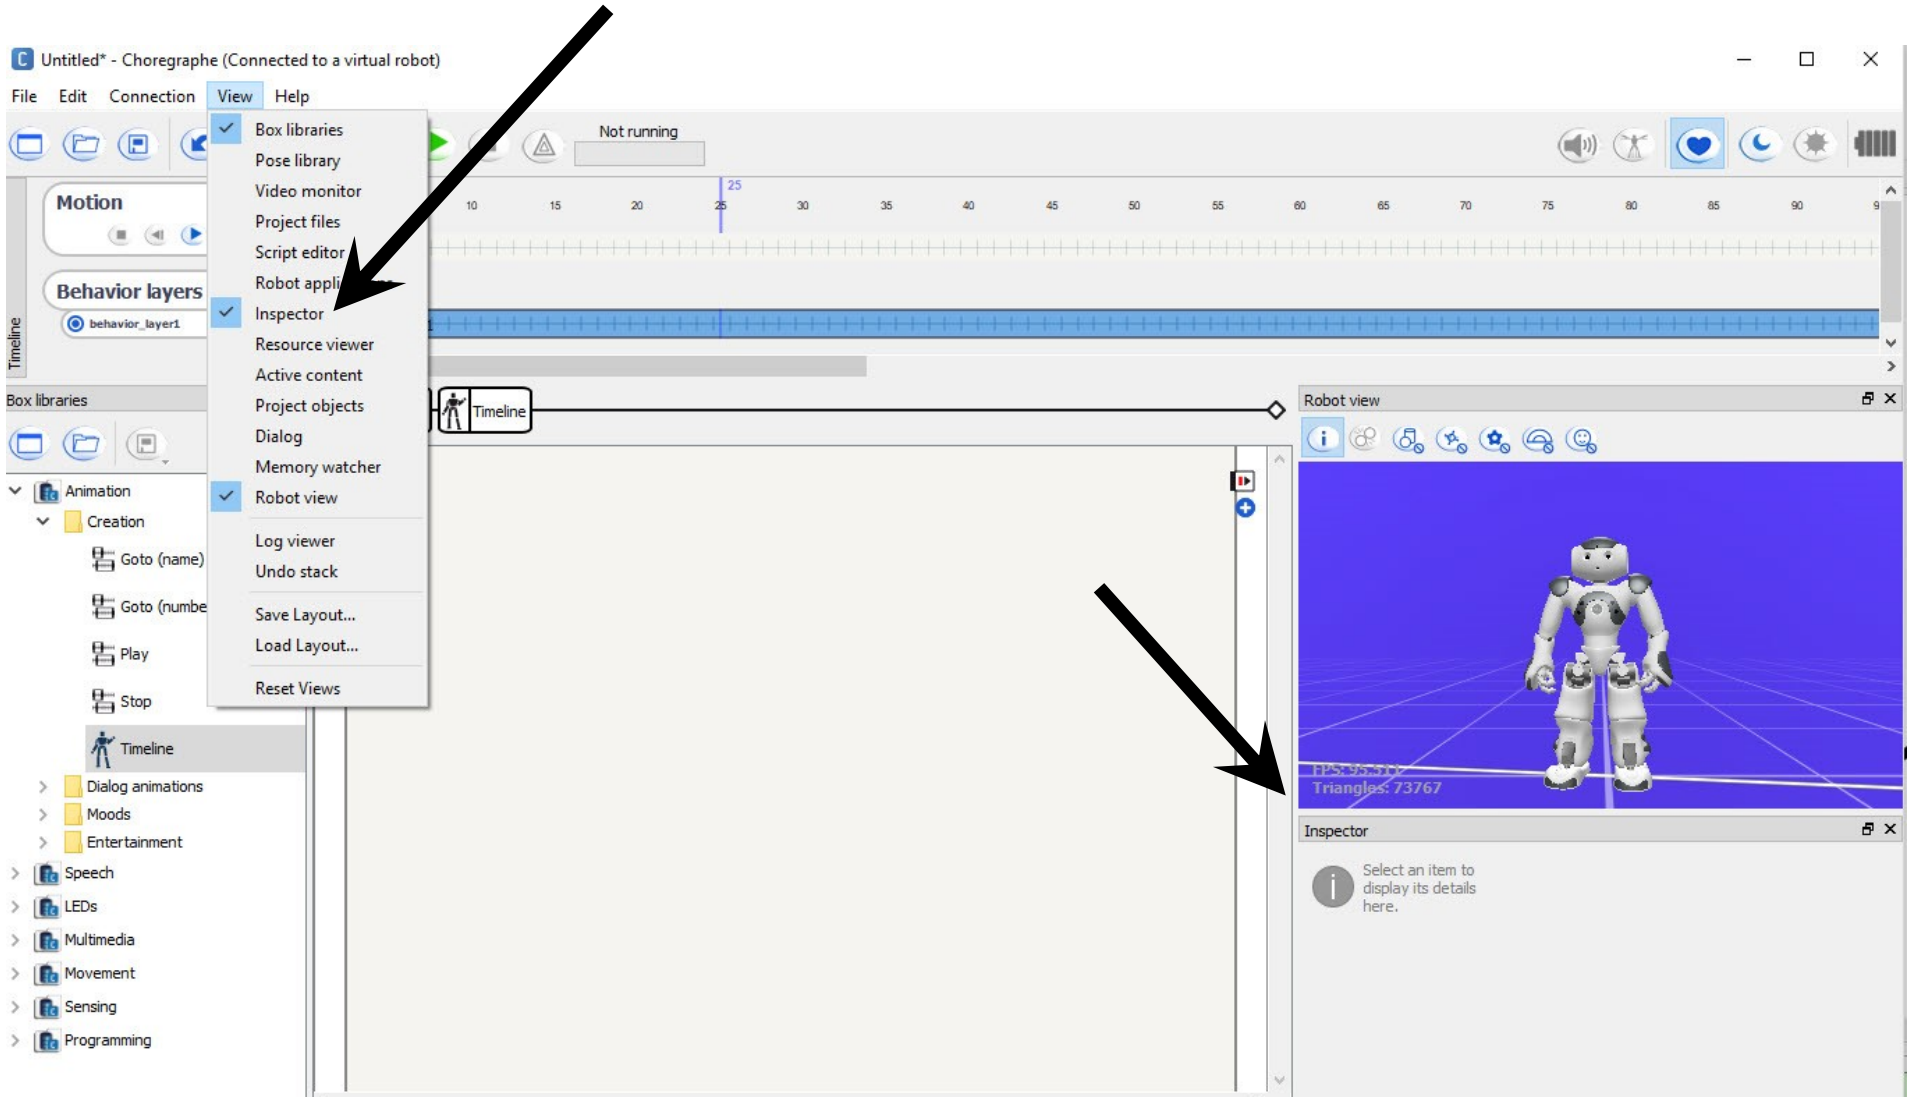 Untitled* - Choregraphe (Connected to a virtual robot)
File Edit Connection View Help
Not running
Box libraries
Pose library
Video monitor
Project files
Script editor
Robot
Inspector
Resource viewer
Active content
Project objects
Dialog
Memory watcher
Robot view
Log viewer
Undo stack
Save Layout...
Load Layout...
Reset Views
Timeline
Motion
25
10 15 20 25 30 35 40 45 50 55 60 65 70 75 80 85 90
Behavior layers
behavior_layer1
Box libraries
Animation
Creation
Goto (name)
Goto (numbe
Play
Stop
Timeline
Dialog animations
Moods
Entertainment
Speech
LEDs
Multimedia
Movement
Sensing
Programming
Timeline
Robot view
FPS: 95.511
Triangles: 73767
Inspector
Select an item to
display its details
here.